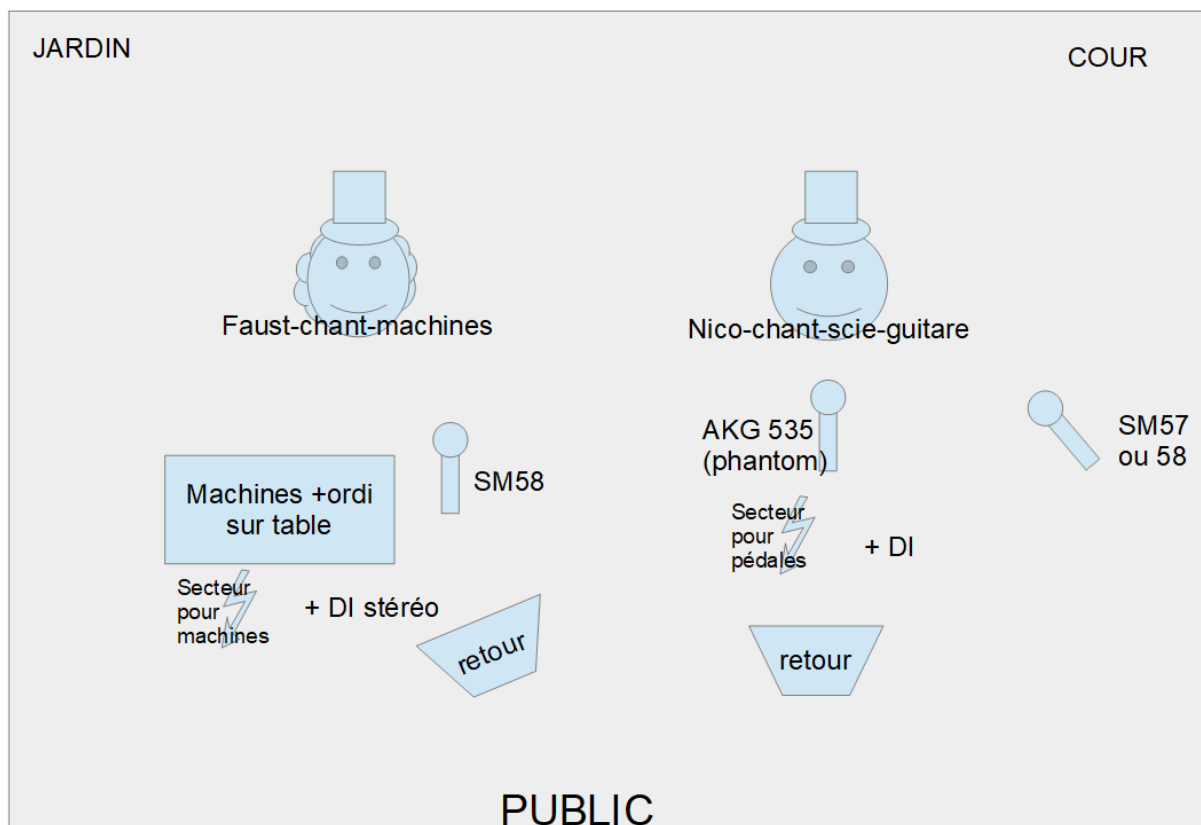 JARDIN
COUR
Faust-chant-machines
Nico-chant-scie-guitare
AKG 535
(phantom)
SM57
ou 58
SM58
Machines +ordi
sur table
Secteur
pour
pédales
+ DI
Secteur
pour
machines
+ DI stéréo
retour
retour
PUBLIC